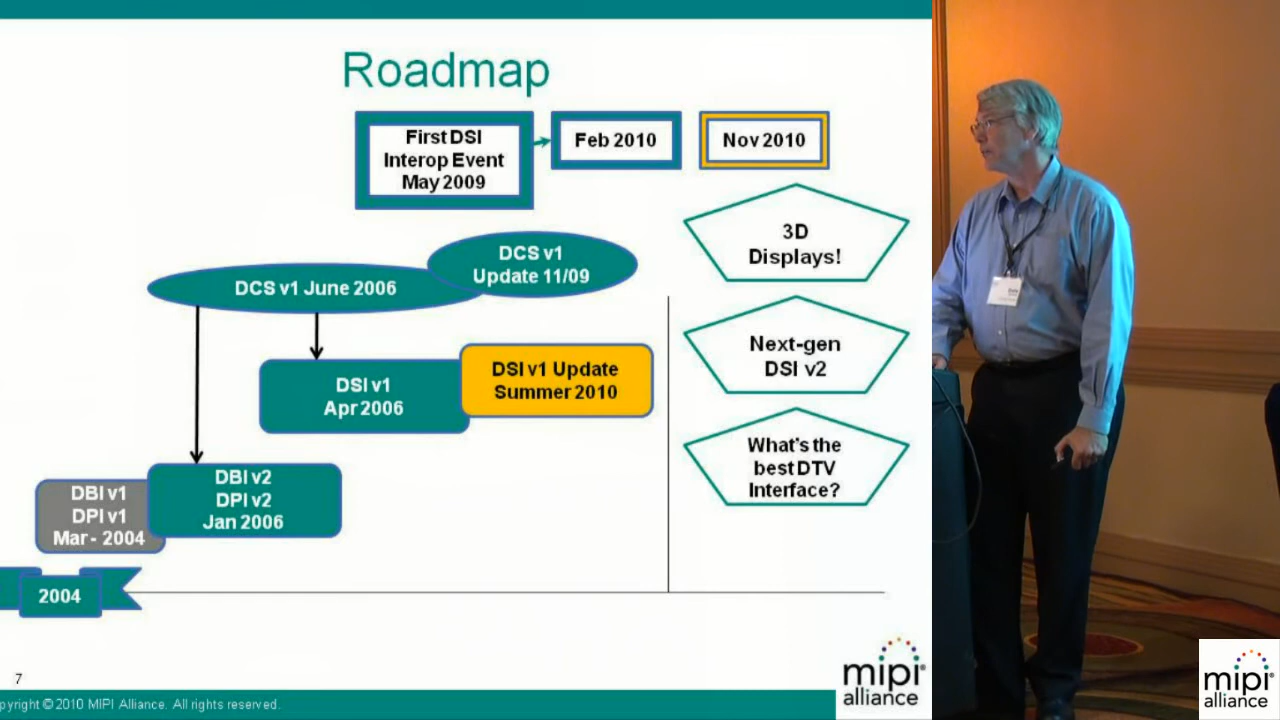 Roadmap
First DSI
Interop Event
May 2009
Feb 2010
Nov 2010
3D
Displays!
DCS v1
Update 11/09
DCS v1 June 2006
Next-gen
DSI v2
DSI v1 Update
Summer 2010
DSI v1
Apr 2006
What's the
best DTV
Interface?
DBI v2
DPI v2
Jan 2006
DBI v1
DPI v1
Mar - 2004
2004
7
pyright © 2010 MIPI Alliance. All rights reserved.
mipi®
alliance
mipi®
alliance